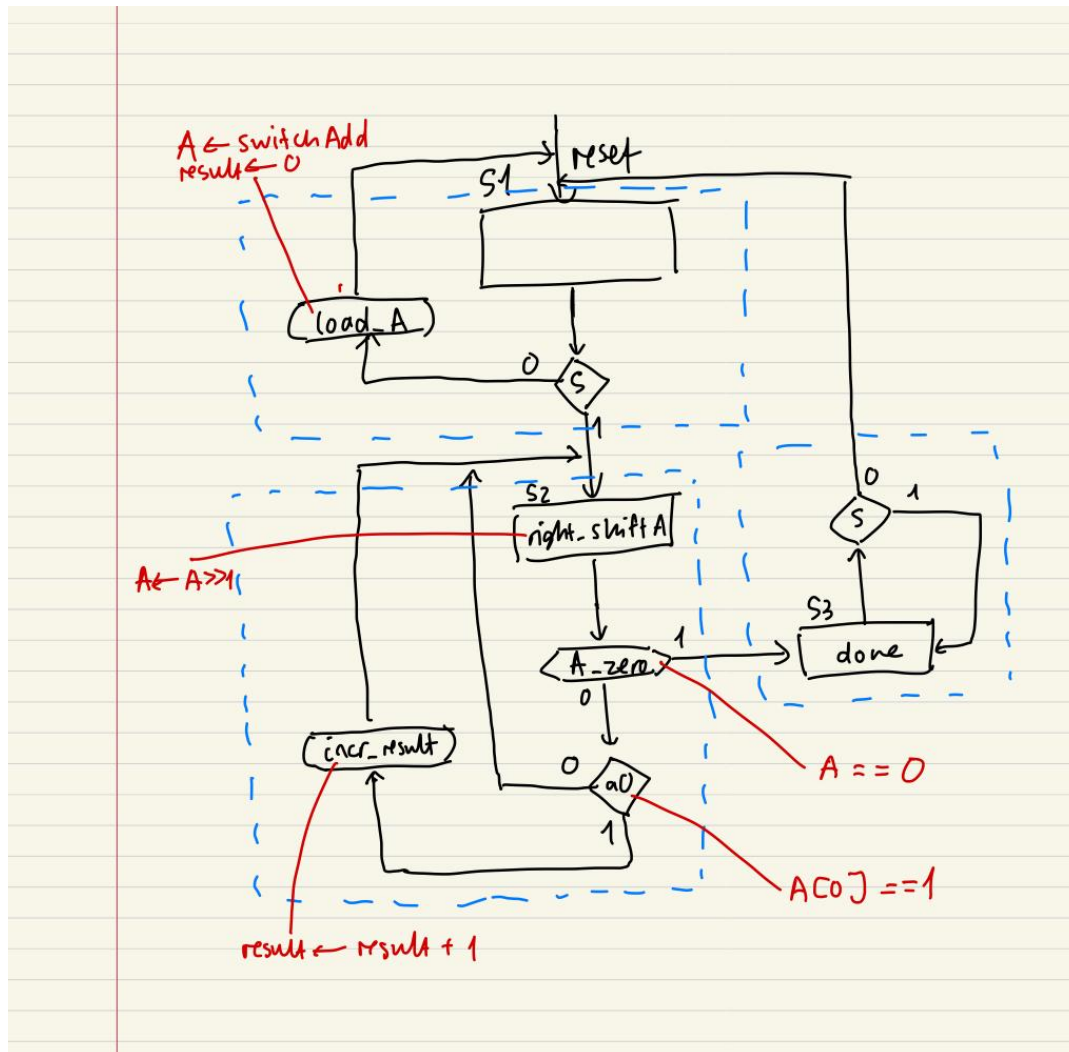 A ← switchAdd
result ← 0
reset
S1
load_A
0
S
1
S2
right_shift A
A ← A>>1
0
1
S
S3
done
A_zero
1
0
A == 0
incr_result
0
a0
1
A[0] == 1
result ← result + 1